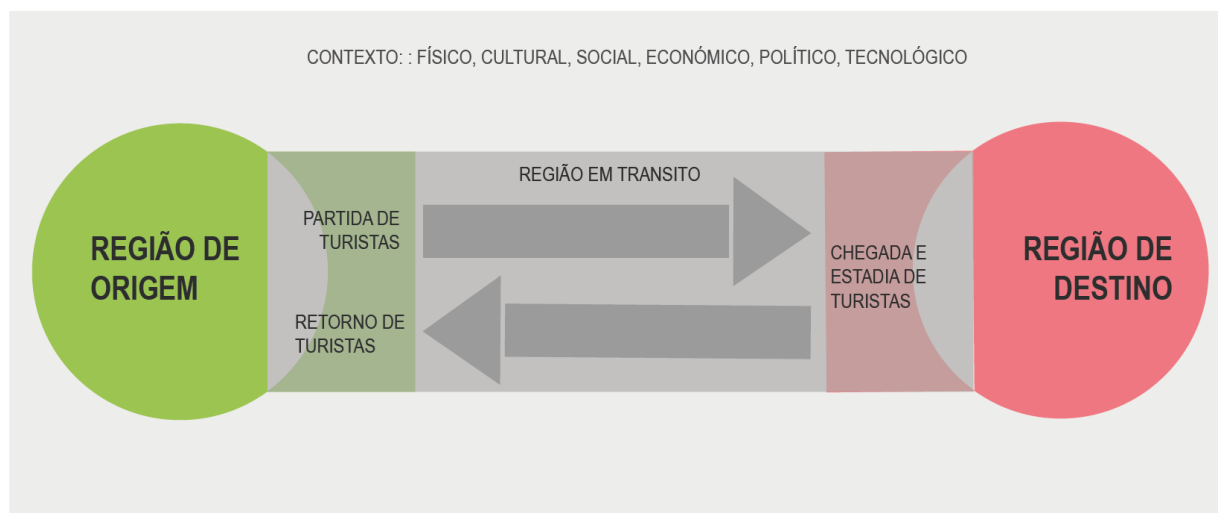 CONTEXTO: : FÍSICO, CULTURAL, SOCIAL, ECONÓMICO, POLÍTICO, TECNOLÓGICO
REGIÃO DE
ORIGEM
PARTIDA DE
TURISTAS
RETORNO DE
TURISTAS
REGIÃO EM TRANSITO
CHEGADA E
ESTADIA DE
TURISTAS
REGIÃO DE
DESTINO